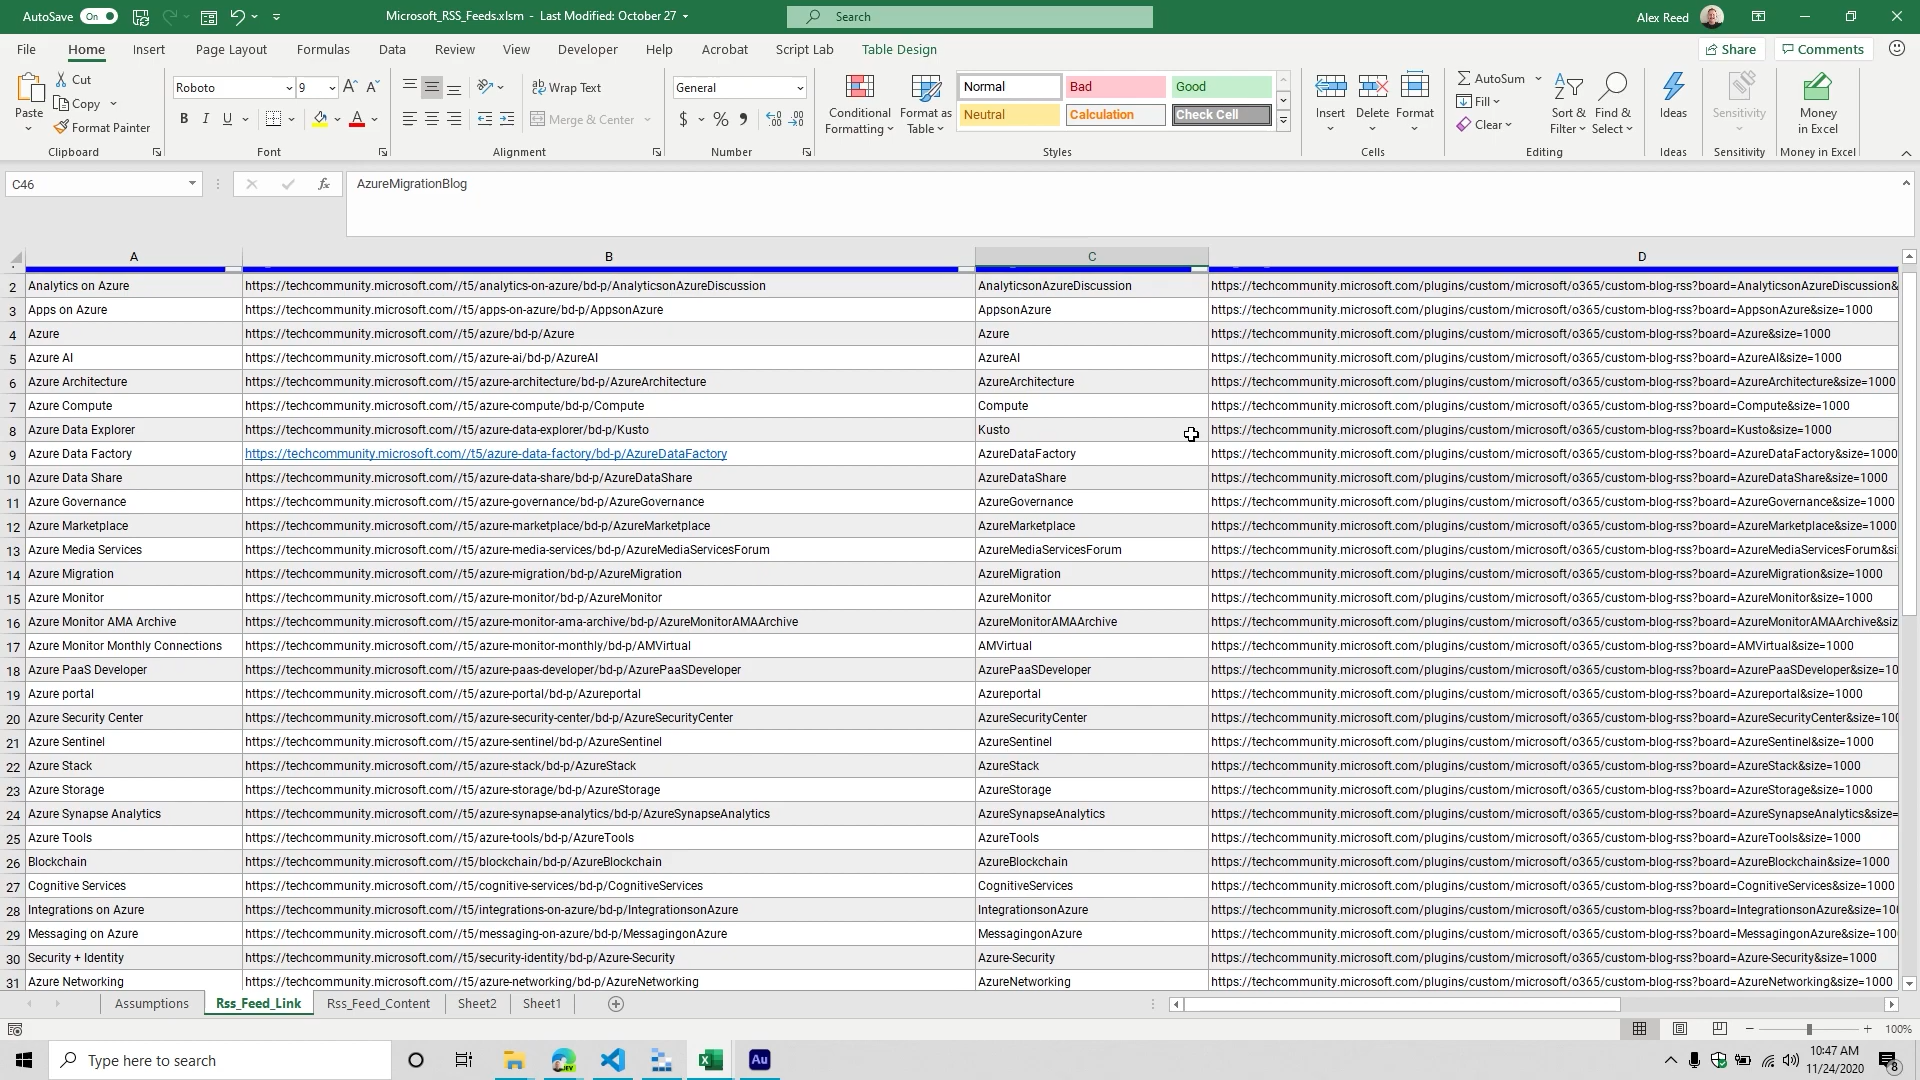 AutoSave On Microsoft_RSS_Feeds.xlsm - Last Modified: October 27 Search Alex Reed
File Home Insert Page Layout Formulas Data Review View Developer Help Acrobat Script Lab Table Design Share Comments
Paste Cut Copy Format Painter Clipboard
Roboto 9 B I U A A Font
Wrap Text Merge & Center Alignment
General $ % Number
Conditional Formatting Format as Table Normal Bad Good Neutral Calculation Check Cell Styles
Insert Delete Format Cells
AutoSum Fill Clear Sort & Filter Find & Select Editing
Ideas Ideas Sensitivity Sensitivity Money in Excel Money in Excel
C46 fx AzureMigrationBlog
A B C D
2 Analytics on Azure https://techcommunity.microsoft.com//t5/analytics-on-azure/bd-p/AnalyticsonAzureDiscussion AnalyticsonAzureDiscussion https://techcommunity.microsoft.com/plugins/custom/microsoft/o365/custom-blog-rss?board=AnalyticsonAzureDiscussion&
3 Apps on Azure https://techcommunity.microsoft.com//t5/apps-on-azure/bd-p/AppsonAzure AppsonAzure https://techcommunity.microsoft.com/plugins/custom/microsoft/o365/custom-blog-rss?board=AppsonAzure&size=1000
4 Azure https://techcommunity.microsoft.com//t5/azure/bd-p/Azure Azure https://techcommunity.microsoft.com/plugins/custom/microsoft/o365/custom-blog-rss?board=Azure&size=1000
5 Azure AI https://techcommunity.microsoft.com//t5/azure-ai/bd-p/AzureAI AzureAI https://techcommunity.microsoft.com/plugins/custom/microsoft/o365/custom-blog-rss?board=AzureAI&size=1000
6 Azure Architecture https://techcommunity.microsoft.com//t5/azure-architecture/bd-p/AzureArchitecture AzureArchitecture https://techcommunity.microsoft.com/plugins/custom/microsoft/o365/custom-blog-rss?board=AzureArchitecture&size=1000
7 Azure Compute https://techcommunity.microsoft.com//t5/azure-compute/bd-p/Compute Compute https://techcommunity.microsoft.com/plugins/custom/microsoft/o365/custom-blog-rss?board=Compute&size=1000
8 Azure Data Explorer https://techcommunity.microsoft.com//t5/azure-data-explorer/bd-p/Kusto Kusto https://techcommunity.microsoft.com/plugins/custom/microsoft/o365/custom-blog-rss?board=Kusto&size=1000
9 Azure Data Factory https://techcommunity.microsoft.com//t5/azure-data-factory/bd-p/AzureDataFactory AzureDataFactory https://techcommunity.microsoft.com/plugins/custom/microsoft/o365/custom-blog-rss?board=AzureDataFactory&size=1000
10 Azure Data Share https://techcommunity.microsoft.com//t5/azure-data-share/bd-p/AzureDataShare AzureDataShare https://techcommunity.microsoft.com/plugins/custom/microsoft/o365/custom-blog-rss?board=AzureDataShare&size=1000
11 Azure Governance https://techcommunity.microsoft.com//t5/azure-governance/bd-p/AzureGovernance AzureGovernance https://techcommunity.microsoft.com/plugins/custom/microsoft/o365/custom-blog-rss?board=AzureGovernance&size=1000
12 Azure Marketplace https://techcommunity.microsoft.com//t5/azure-marketplace/bd-p/AzureMarketplace AzureMarketplace https://techcommunity.microsoft.com/plugins/custom/microsoft/o365/custom-blog-rss?board=AzureMarketplace&size=1000
13 Azure Media Services https://techcommunity.microsoft.com//t5/azure-media-services/bd-p/AzureMediaServicesForum AzureMediaServicesForum https://techcommunity.microsoft.com/plugins/custom/microsoft/o365/custom-blog-rss?board=AzureMediaServicesForum&si
14 Azure Migration https://techcommunity.microsoft.com//t5/azure-migration/bd-p/AzureMigration AzureMigration https://techcommunity.microsoft.com/plugins/custom/microsoft/o365/custom-blog-rss?board=AzureMigration&size=1000
15 Azure Monitor https://techcommunity.microsoft.com//t5/azure-monitor/bd-p/AzureMonitor AzureMonitor https://techcommunity.microsoft.com/plugins/custom/microsoft/o365/custom-blog-rss?board=AzureMonitor&size=1000
16 Azure Monitor AMA Archive https://techcommunity.microsoft.com//t5/azure-monitor-ama-archive/bd-p/AzureMonitorAMAArchive AzureMonitorAMAArchive https://techcommunity.microsoft.com/plugins/custom/microsoft/o365/custom-blog-rss?board=AzureMonitorAMAArchive&siz
17 Azure Monitor Monthly Connections https://techcommunity.microsoft.com//t5/azure-monitor-monthly/bd-p/AMVirtual AMVirtual https://techcommunity.microsoft.com/plugins/custom/microsoft/o365/custom-blog-rss?board=AMVirtual&size=1000
18 Azure PaaS Developer https://techcommunity.microsoft.com//t5/azure-paas-developer/bd-p/AzurePaaSDeveloper AzurePaaSDeveloper https://techcommunity.microsoft.com/plugins/custom/microsoft/o365/custom-blog-rss?board=AzurePaaSDeveloper&size=10
19 Azure portal https://techcommunity.microsoft.com//t5/azure-portal/bd-p/Azureportal Azureportal https://techcommunity.microsoft.com/plugins/custom/microsoft/o365/custom-blog-rss?board=Azureportal&size=1000
20 Azure Security Center https://techcommunity.microsoft.com//t5/azure-security-center/bd-p/AzureSecurityCenter AzureSecurityCenter https://techcommunity.microsoft.com/plugins/custom/microsoft/o365/custom-blog-rss?board=AzureSecurityCenter&size=100
21 Azure Sentinel https://techcommunity.microsoft.com//t5/azure-sentinel/bd-p/AzureSentinel AzureSentinel https://techcommunity.microsoft.com/plugins/custom/microsoft/o365/custom-blog-rss?board=AzureSentinel&size=1000
22 Azure Stack https://techcommunity.microsoft.com//t5/azure-stack/bd-p/AzureStack AzureStack https://techcommunity.microsoft.com/plugins/custom/microsoft/o365/custom-blog-rss?board=AzureStack&size=1000
23 Azure Storage https://techcommunity.microsoft.com//t5/azure-storage/bd-p/AzureStorage AzureStorage https://techcommunity.microsoft.com/plugins/custom/microsoft/o365/custom-blog-rss?board=AzureStorage&size=1000
24 Azure Synapse Analytics https://techcommunity.microsoft.com//t5/azure-synapse-analytics/bd-p/AzureSynapseAnalytics AzureSynapseAnalytics https://techcommunity.microsoft.com/plugins/custom/microsoft/o365/custom-blog-rss?board=AzureSynapseAnalytics&size=
25 Azure Tools https://techcommunity.microsoft.com//t5/azure-tools/bd-p/AzureTools AzureTools https://techcommunity.microsoft.com/plugins/custom/microsoft/o365/custom-blog-rss?board=AzureTools&size=1000
26 Blockchain https://techcommunity.microsoft.com//t5/blockchain/bd-p/AzureBlockchain AzureBlockchain https://techcommunity.microsoft.com/plugins/custom/microsoft/o365/custom-blog-rss?board=AzureBlockchain&size=1000
27 Cognitive Services https://techcommunity.microsoft.com//t5/cognitive-services/bd-p/CognitiveServices CognitiveServices https://techcommunity.microsoft.com/plugins/custom/microsoft/o365/custom-blog-rss?board=CognitiveServices&size=1000
28 Integrations on Azure https://techcommunity.microsoft.com//t5/integrations-on-azure/bd-p/IntegrationsonAzure IntegrationsonAzure https://techcommunity.microsoft.com/plugins/custom/microsoft/o365/custom-blog-rss?board=IntegrationsonAzure&size=100
29 Messaging on Azure https://techcommunity.microsoft.com//t5/messaging-on-azure/bd-p/MessagingonAzure MessagingonAzure https://techcommunity.microsoft.com/plugins/custom/microsoft/o365/custom-blog-rss?board=MessagingonAzure&size=100
30 Security + Identity https://techcommunity.microsoft.com//t5/security-identity/bd-p/Azure-Security Azure-Security https://techcommunity.microsoft.com/plugins/custom/microsoft/o365/custom-blog-rss?board=Azure-Security&size=1000
31 Azure Networking https://techcommunity.microsoft.com//t5/azure-networking/bd-p/AzureNetworking AzureNetworking https://techcommunity.microsoft.com/plugins/custom/microsoft/o365/custom-blog-rss?board=AzureNetworking&size=1000
Assumptions Rss_Feed_Link Rss_Feed_Content Sheet2 Sheet1
100%
Type here to search Au 10:47 AM
11/24/2020 8